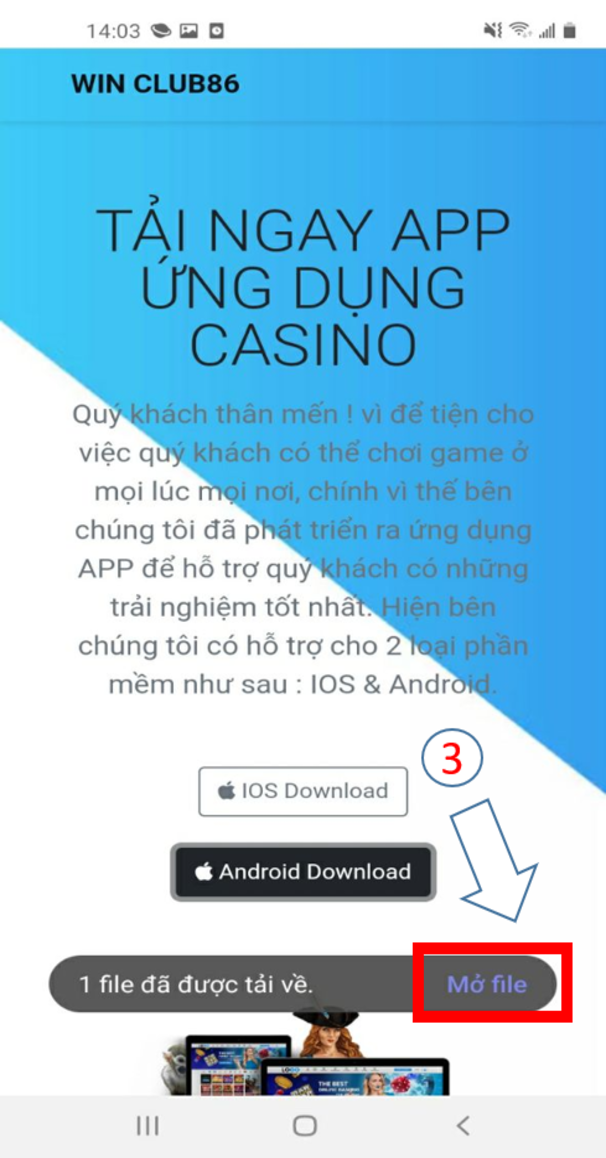 14:03
WIN CLUB86
TẢI NGAY APP
ỨNG DỤNG
CASINO
Quý khách thân mến ! vì để tiện cho
việc quý khách có thể chơi game ở
mọi lúc mọi nơi, chính vì thế bên
chúng tôi đã phát triển ra ứng dụng
APP để hỗ trợ quý khách có những
trải nghiệm tốt nhất. Hiện bên
chúng tôi có hỗ trợ cho 2 loại phần
mềm như sau : IOS & Android.
3
IOS Download
Android Download
1 file đã được tải về. Mở file
THE BEST